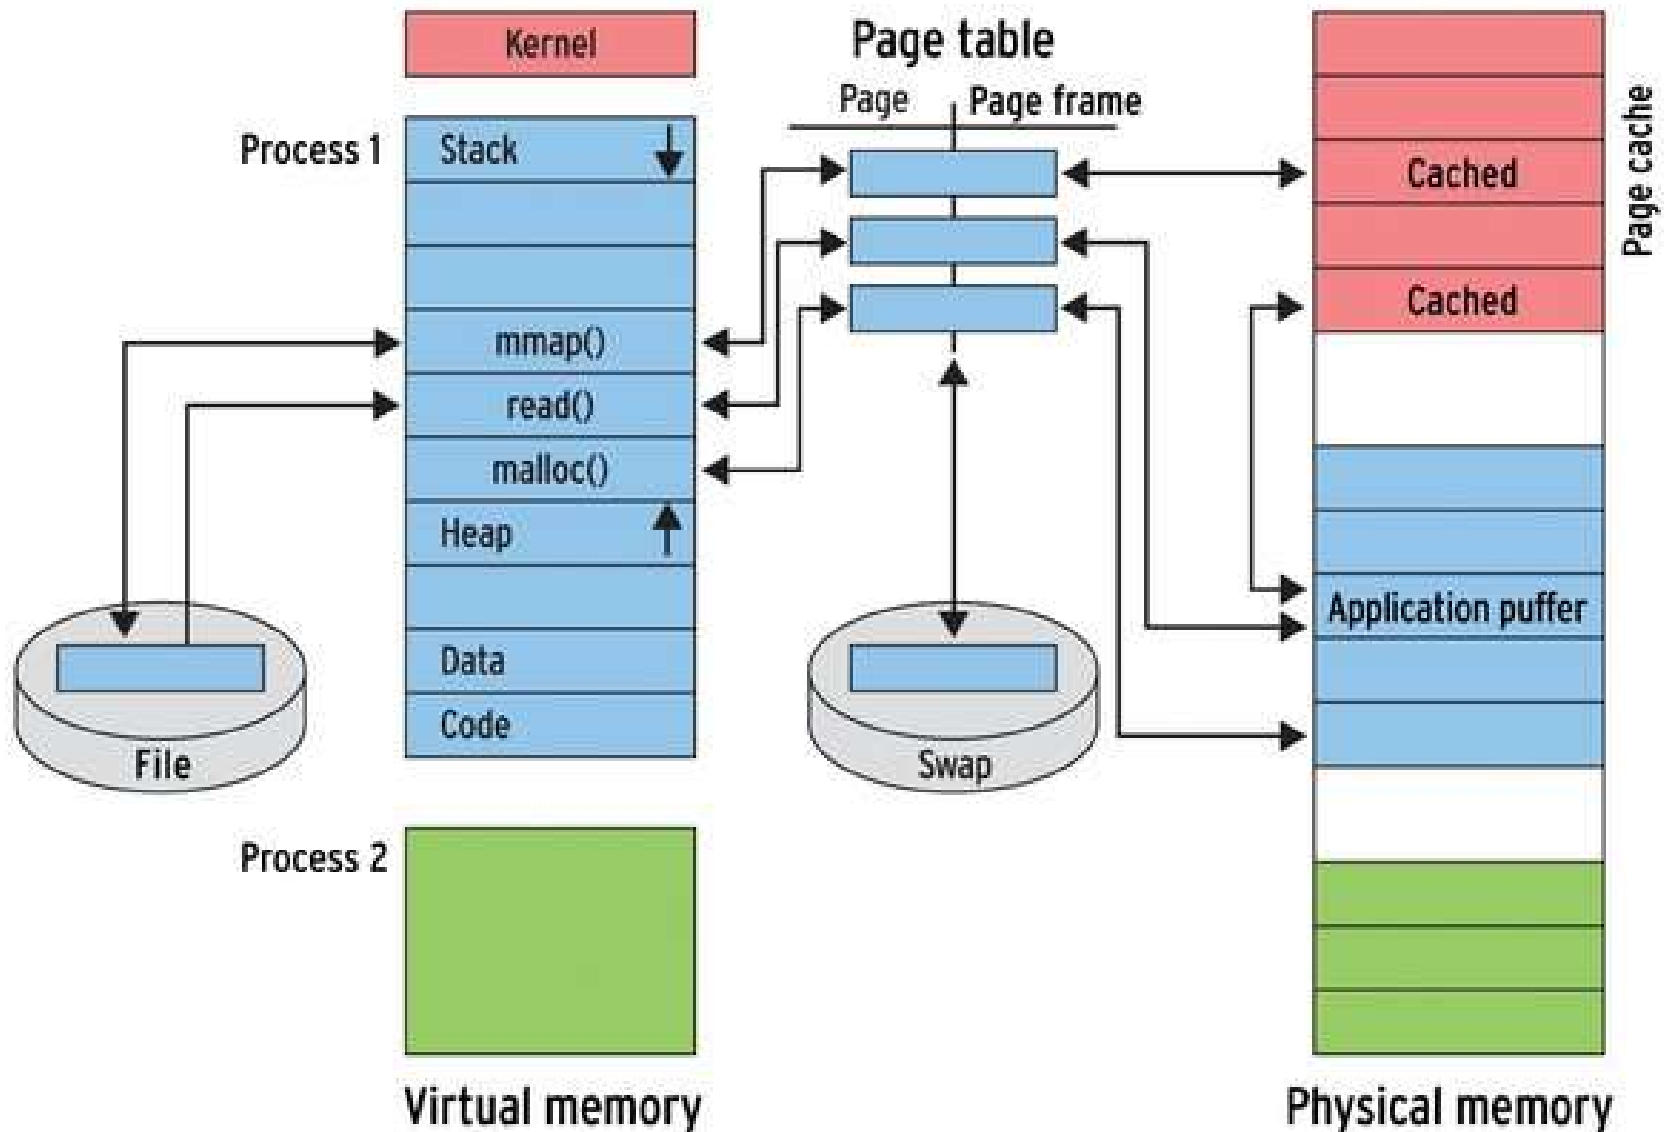 Kernel
Page table
Page
Page frame
Process 1
Stack
Cached
Page cache
Cached
mmap()
read()
malloc()
Heap
Application puffer
Data
Code
File
Swap
Process 2
Virtual memory
Physical memory